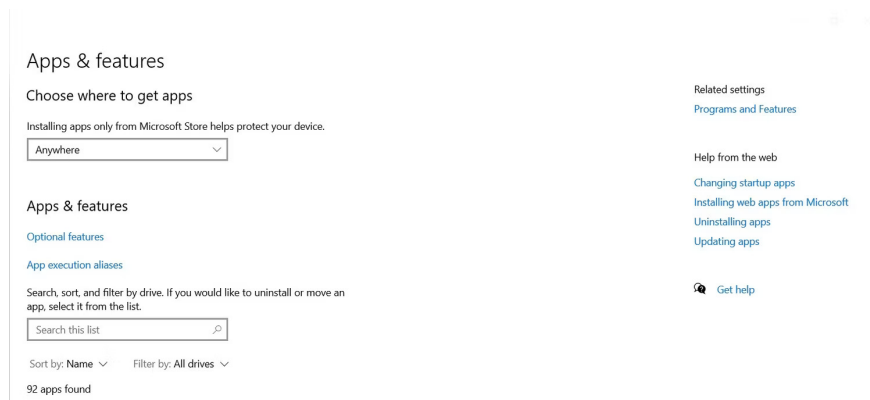 Apps & features
Choose where to get apps
Installing apps only from Microsoft Store helps protect your device.
Anywhere
Apps & features
Optional features
App execution aliases
Search, sort, and filter by drive. If you would like to uninstall or move an
app, select it from the list.
Search this list
Sort by: Name
Filter by: All drives
92 apps found
Related settings
Programs and Features
Help from the web
Changing startup apps
Installing web apps from Microsoft
Uninstalling apps
Updating apps
Get help